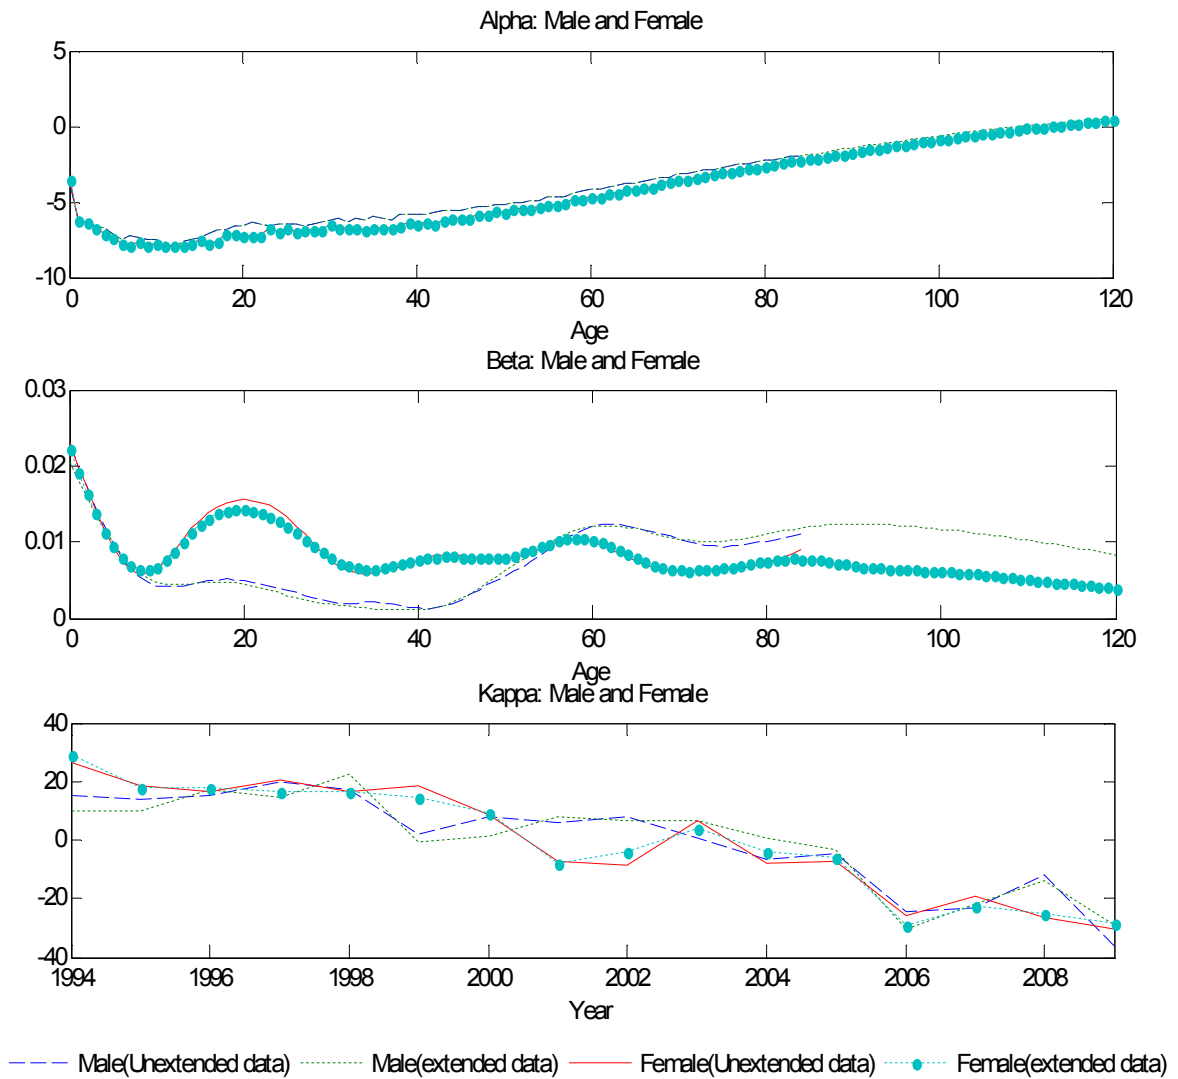 Alpha: Male and Female
5
0
-5
-10
0 20 40 60 80 100 120
Age
Beta: Male and Female
0.03
0.02
0.01
0
0 20 40 60 80 100 120
Age
Kappa: Male and Female
40
20
0
-20
-40
1994 1996 1998 2000 2002 2004 2006 2008
Year
Male(Unextended data) Male(extended data) Female(Unextended data) Female(extended data)